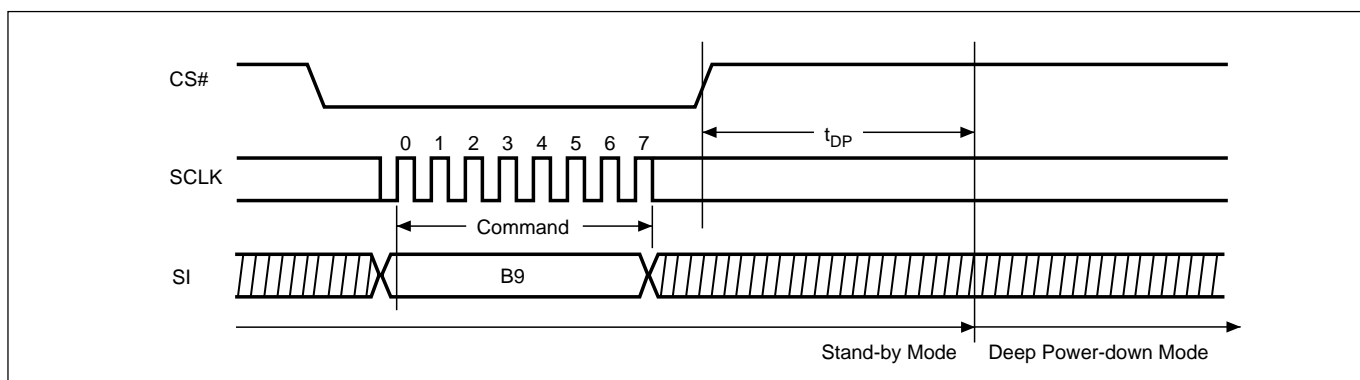 CS#
t_DP
0 1 2 3 4 5 6 7
SCLK
Command
SI
B9
Stand-by Mode
Deep Power-down Mode